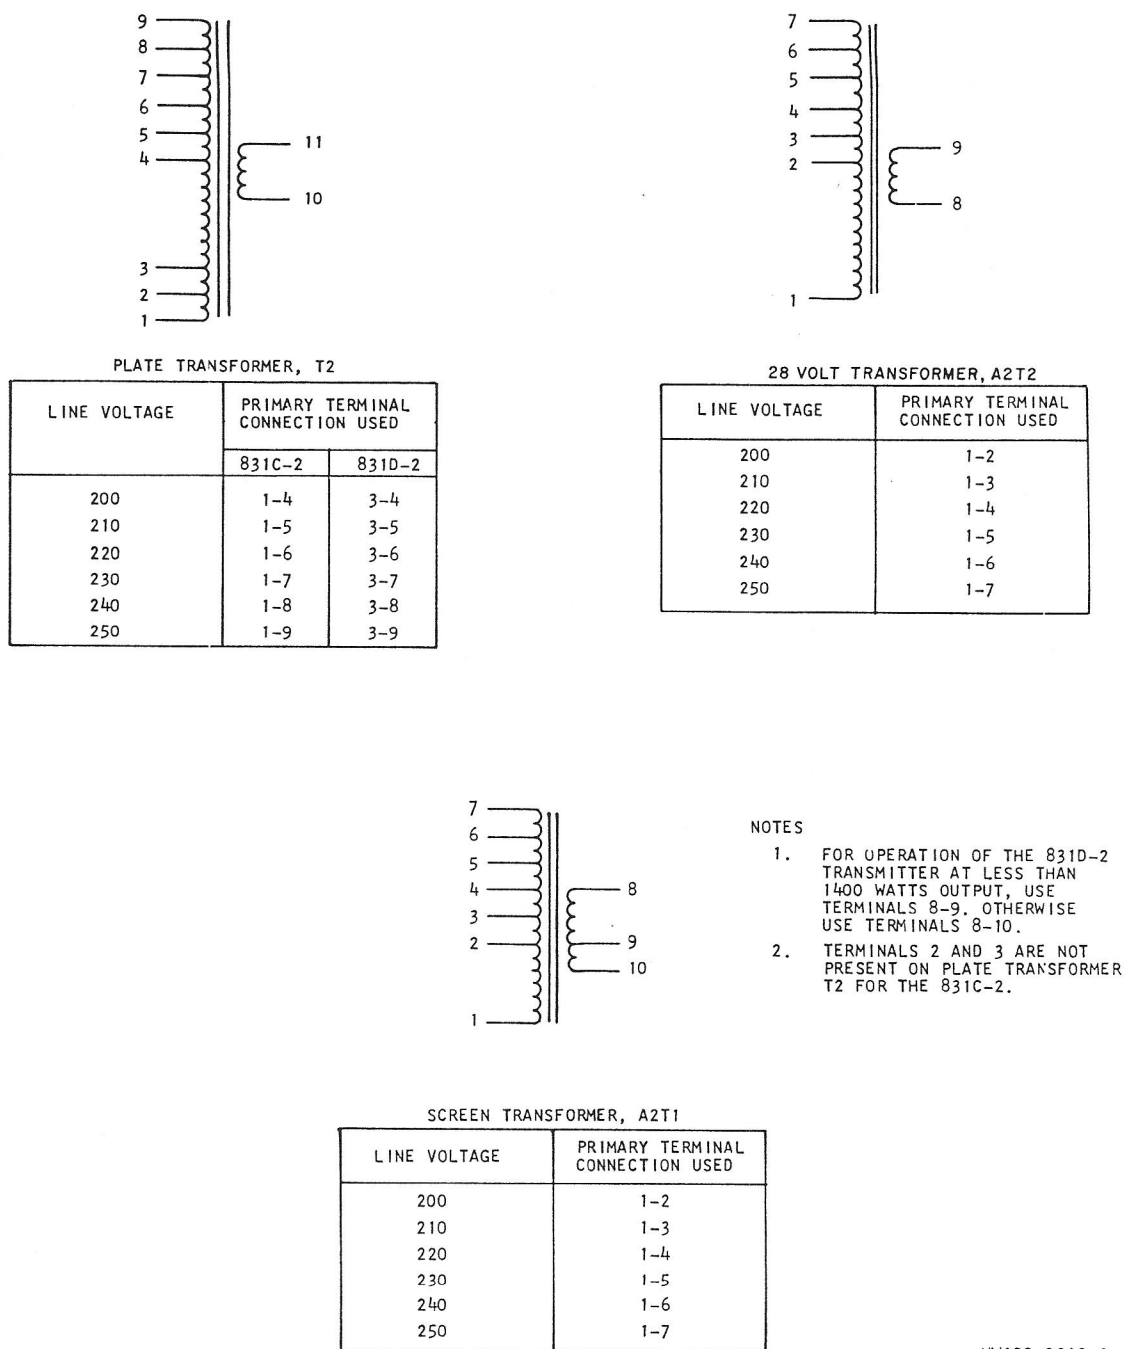 9
8
7
6
5
4
3
2
1
11
10
7
6
5
4
3
2
1
9
8
PLATE TRANSFORMER, T2
LINE VOLTAGE
PRIMARY TERMINAL
CONNECTION USED
831C-2 831D-2
200 1-4 3-4
210 1-5 3-5
220 1-6 3-6
230 1-7 3-7
240 1-8 3-8
250 1-9 3-9
28 VOLT TRANSFORMER, A2T2
LINE VOLTAGE
PRIMARY TERMINAL
CONNECTION USED
200 1-2
210 1-3
220 1-4
230 1-5
240 1-6
250 1-7
7
6
5
4
3
2
1
8
9
10
NOTES
1. FOR OPERATION OF THE 831D-2
TRANSMITTER AT LESS THAN
1400 WATTS OUTPUT, USE
TERMINALS 8-9. OTHERWISE
USE TERMINALS 8-10.
2. TERMINALS 2 AND 3 ARE NOT
PRESENT ON PLATE TRANSFORMER
T2 FOR THE 831C-2.
SCREEN TRANSFORMER, A2T1
LINE VOLTAGE
PRIMARY TERMINAL
CONNECTION USED
200 1-2
210 1-3
220 1-4
230 1-5
240 1-6
250 1-7